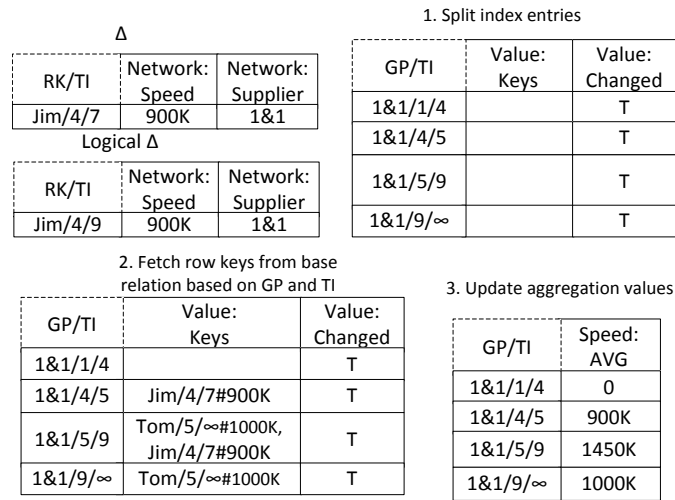 Δ
RK/TI Network: Speed Network: Supplier
Jim/4/7 900K 1&1
Logical Δ
RK/TI Network: Speed Network: Supplier
Jim/4/9 900K 1&1
1. Split index entries
GP/TI Value: Keys Value: Changed
1&1/1/4 T
1&1/4/5 T
1&1/5/9 T
1&1/9/∞ T
2. Fetch row keys from base
relation based on GP and TI
GP/TI Value: Keys Value: Changed
1&1/1/4 T
1&1/4/5 Jim/4/7#900K T
1&1/5/9 Tom/5/∞#1000K, Jim/4/7#900K T
1&1/9/∞ Tom/5/∞#1000K T
3. Update aggregation values
GP/TI Speed: AVG
1&1/1/4 0
1&1/4/5 900K
1&1/5/9 1450K
1&1/9/∞ 1000K